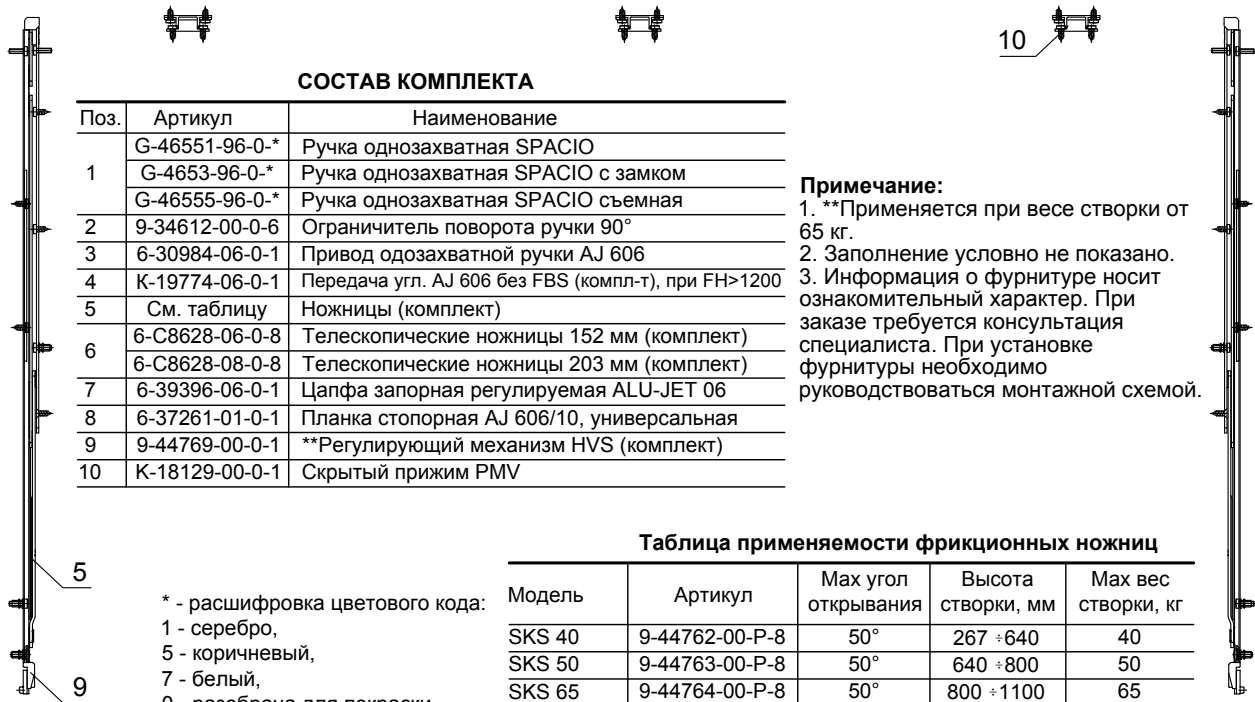 10
СОСТАВ КОМПЛЕКТА
Поз. Артикул Наименование
1 G-46551-96-0-* Ручка однозахватная SPACIO
G-4653-96-0-* Ручка однозахватная SPACIO с замком
G-46555-96-0-* Ручка однозахватная SPACIO съемная
2 9-34612-00-0-6 Ограничитель поворота ручки 90°
3 6-30984-06-0-1 Привод одозахватной ручки AJ 606
4 К-19774-06-0-1 Передача угл. AJ 606 без FBS (компл-т), при FH>1200
5 См. таблицу Ножницы (комплект)
6 6-C8628-06-0-8 Телескопические ножницы 152 мм (комплект)
6-C8628-08-0-8 Телескопические ножницы 203 мм (комплект)
7 6-39396-06-0-1 Цапфа запорная регулируемая ALU-JET 06
8 6-37261-01-0-1 Планка стопорная AJ 606/10, универсальная
9 9-44769-00-0-1 **Регулирующий механизм HVS (комплект)
10 K-18129-00-0-1 Скрытый прижим PMV
Примечание:
1. **Применяется при весе створки от
65 кг.
2. Заполнение условно не показано.
3. Информация о фурнитуре носит
ознакомительный характер. При
заказе требуется консультация
специалиста. При установке
фурнитуры необходимо
руководствоваться монтажной схемой.
5
9
* - расшифровка цветового кода:
1 - серебро,
5 - коричневый,
7 - белый,
0 - разобрана для покраски
Таблица применяемости фрикционных ножниц
Модель Артикул Max угол открывания Высота створки, мм Max вес створки, кг
SKS 40 9-44762-00-P-8 50° 267 ÷640 40
SKS 50 9-44763-00-P-8 50° 640 ÷800 50
SKS 65 9-44764-00-P-8 50° 800 ÷1100 65